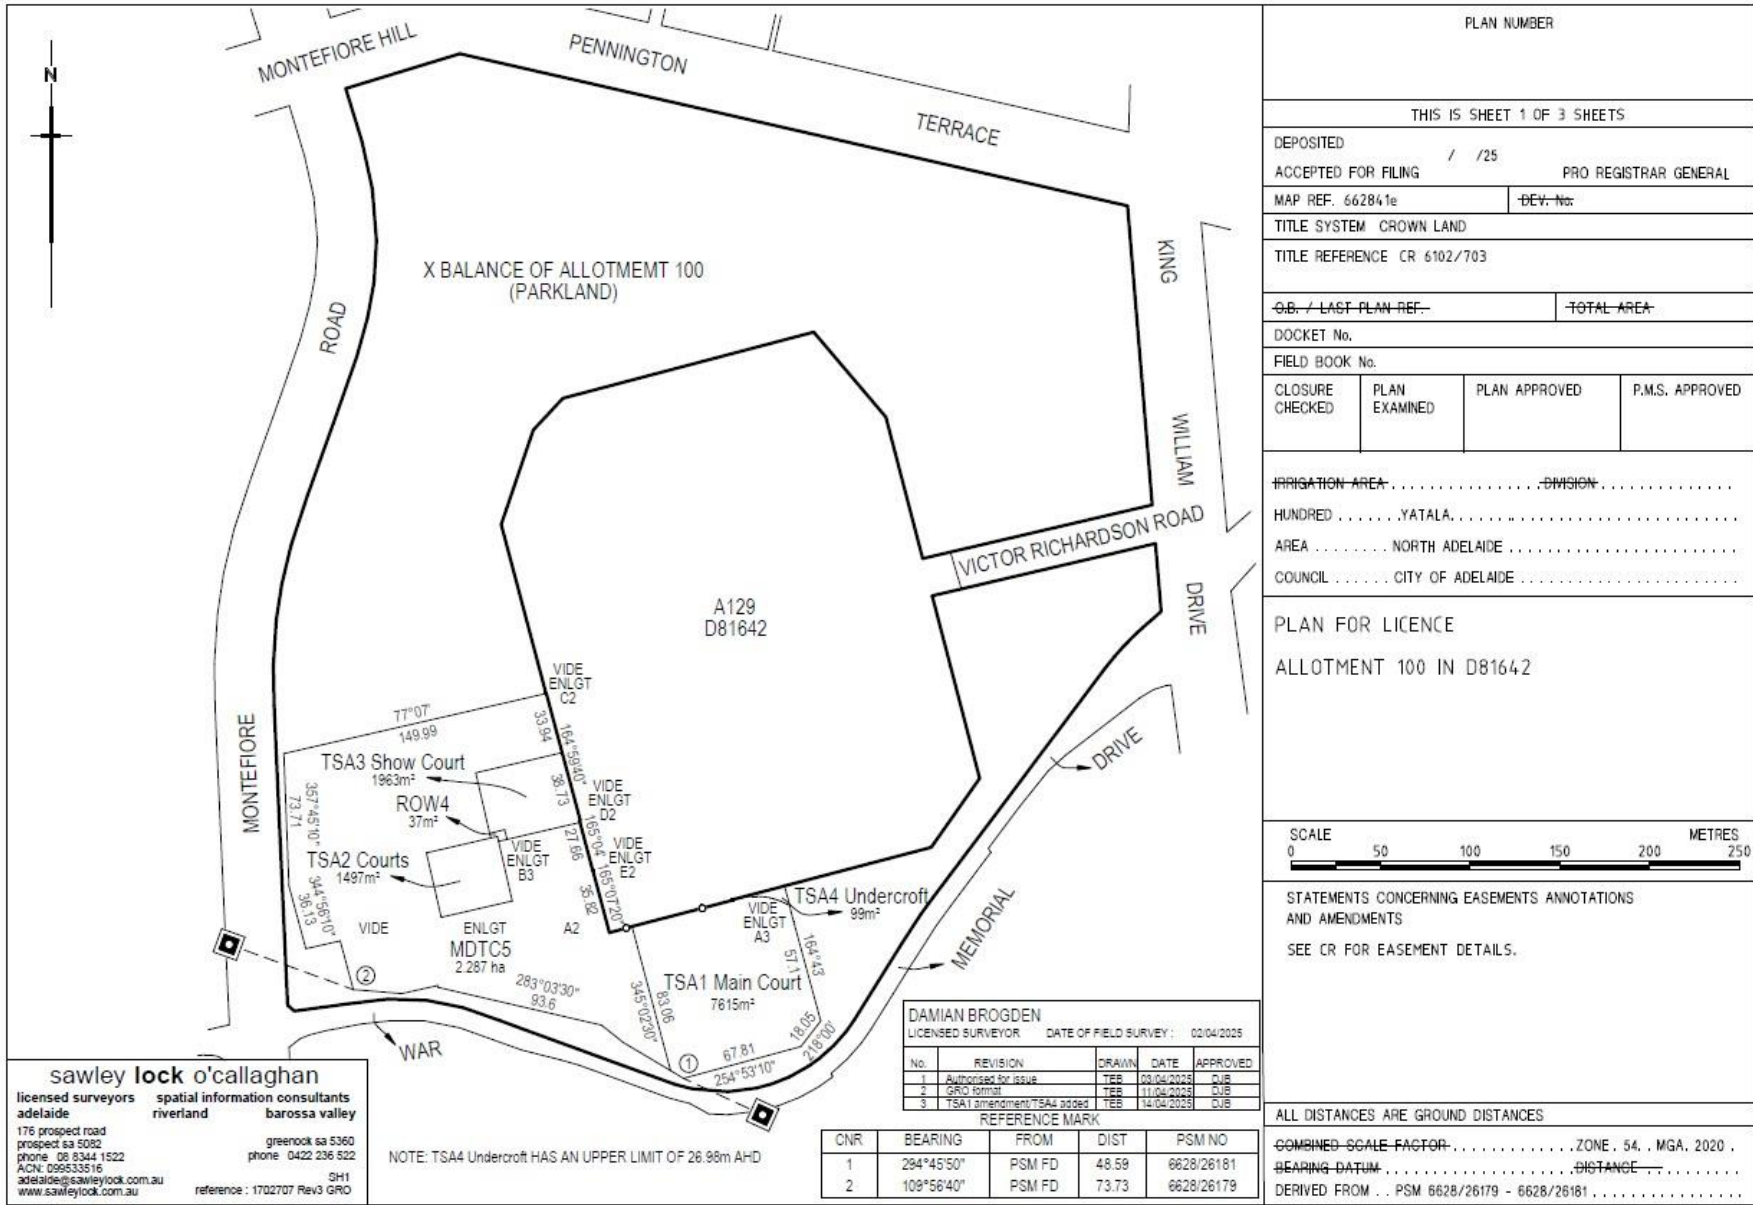 N
MONTEFIORE HILL
PENNINGTON
TERRACE
KING
WILLIAM
DRIVE
ROAD
MONTEFIORE
X BALANCE OF ALLOTMEMT 100
(PARKLAND)
VICTOR RICHARDSON ROAD
A129
D81642
VIDE
ENLGT
C2
77°07'
149.99
33.94
164°59'40"
TSA3 Show Court
1963m²
38.73
VIDE
ENLGT
D2
ROW4
37m²
357°45'10"
73.71
27.66
165°04'
VIDE
ENLGT
B3
VIDE
ENLGT
E2
TSA2 Courts
1497m²
344°56'10"
36.13
35.82
165°07'20"
VIDE
ENLGT
A2
MDTC5
2.287 ha
TSA4 Undercroft
99m²
VIDE
ENLGT
A3
164°43'
57.11
TSA1 Main Court
7615m²
283°03'30"
93.6
345°02'30"
83.06
18.05
218°00'
67.81
254°53'10"
2
1
WAR
MEMORIAL
DRIVE
sawley lock o'callaghan
licensed surveyors spatial information consultants
adelaide riverland barossa valley
176 prospect road
prospect sa 5082 greenock sa 5360
phone 08 8344 1522 phone 0422 236 522
ACN: 099533516
adelaide@sawleylock.com.au SH1
www.sawleylock.com.au reference : 1702707 Rev3 GRO
NOTE: TSA4 Undercroft HAS AN UPPER LIMIT OF 26.98m AHD
DAMIAN BROGDEN
LICENSED SURVEYOR DATE OF FIELD SURVEY : 02/04/2025
No. REVISION DRAWN DATE APPROVED
1 Authorised for issue TEB 03/04/2025 DJB
2 GRO format TEB 11/04/2025 DJB
3 TSA1 amendment/TSA4 added TEB 14/04/2025 DJB
REFERENCE MARK
CNR BEARING FROM DIST PSM NO
1 294°45'50" PSM FD 48.59 6628/26181
2 109°56'40" PSM FD 73.73 6628/26179
PLAN NUMBER
THIS IS SHEET 1 OF 3 SHEETS
DEPOSITED / /25
ACCEPTED FOR FILING PRO REGISTRAR GENERAL
MAP REF. 662841e DEV. No.
TITLE SYSTEM CROWN LAND
TITLE REFERENCE CR 6102/703
O.B. / LAST PLAN REF. TOTAL AREA
DOCKET No.
FIELD BOOK No.
CLOSURE CHECKED PLAN EXAMINED PLAN APPROVED P.M.S. APPROVED
IRRIGATION AREA . . . . . . . . . . . . . . . . DIVISION . . . . . . . . . . . . . .
HUNDRED . . . . . . . YATALA. . . . . . . . . . . . . . . . . . . . . . . . . . . .
AREA . . . . . . . . NORTH ADELAIDE . . . . . . . . . . . . . . . . . . . . . . . .
COUNCIL . . . . . . CITY OF ADELAIDE . . . . . . . . . . . . . . . . . . . . . . . .
PLAN FOR LICENCE
ALLOTMENT 100 IN D81642
SCALE METRES
0 50 100 150 200 250
STATEMENTS CONCERNING EASEMENTS ANNOTATIONS
AND AMENDMENTS
SEE CR FOR EASEMENT DETAILS.
ALL DISTANCES ARE GROUND DISTANCES
COMBINED SCALE FACTOR . . . . . . . . . . . . ZONE . 54 . . MGA. 2020 .
BEARING DATUM . . . . . . . . . . . . . . . . . . DISTANCE . . . . . . . . . .
DERIVED FROM . . PSM 6628/26179 - 6628/26181 . . . . . . . . . . . . . . .